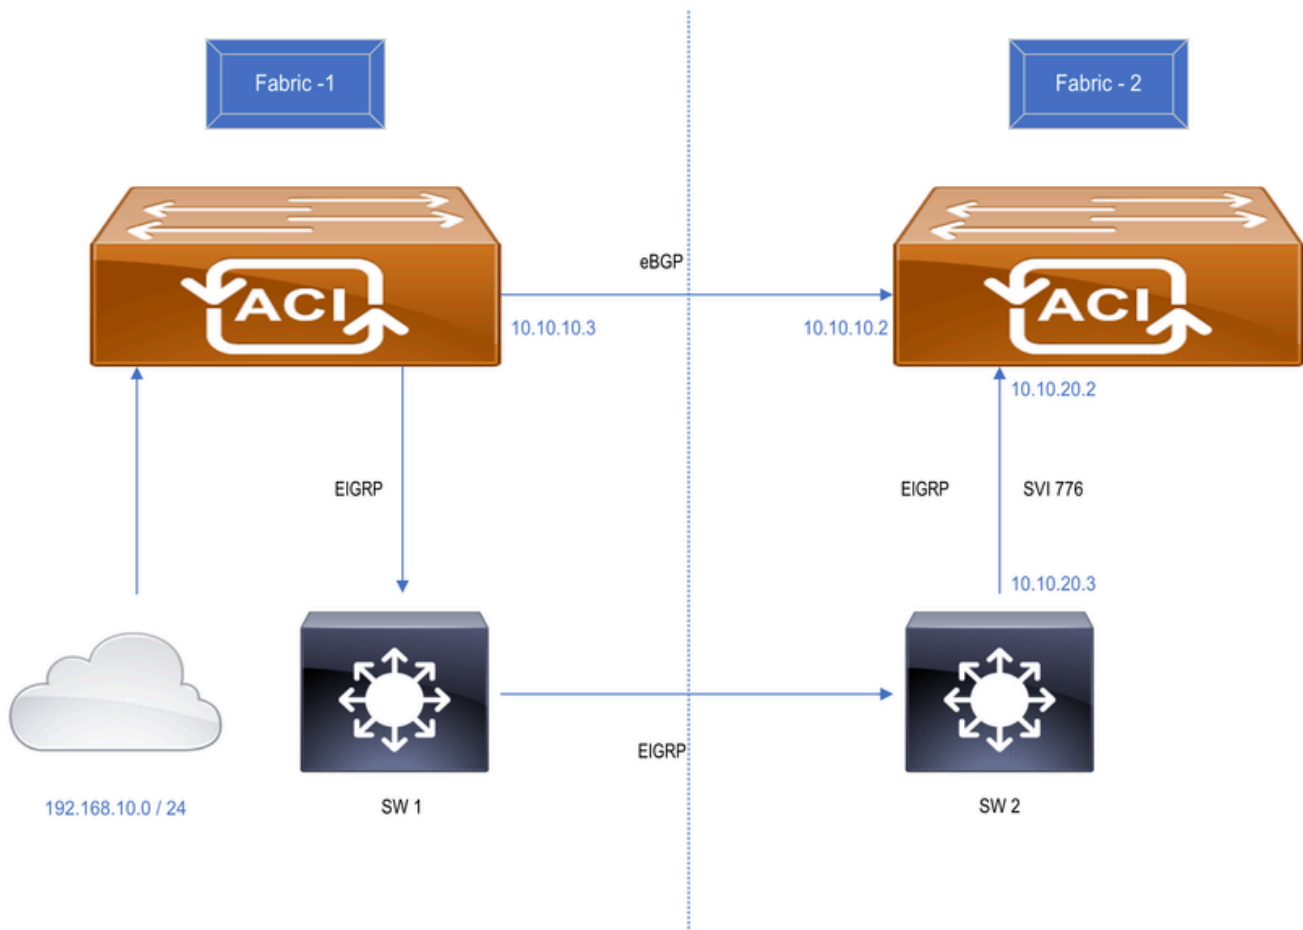 Fabric -1
Fabric - 2
ACI
ACI
eBGP
10.10.10.3
10.10.10.2
10.10.20.2
EIGRP
EIGRP
SVI 776
10.10.20.3
EIGRP
192.168.10.0 / 24
SW 1
SW 2